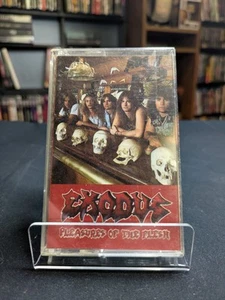 EXODUS
PLEASURES OF THE FLESH